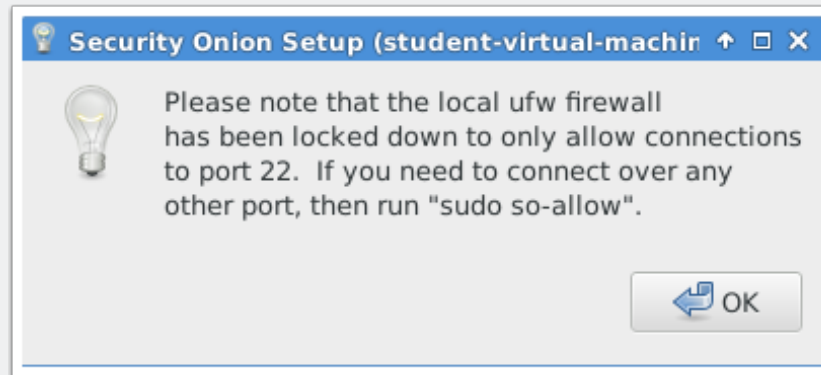 Security Onion Setup (student-virtual-machin
Please note that the local ufw firewall
has been locked down to only allow connections
to port 22.  If you need to connect over any
other port, then run "sudo so-allow".
OK